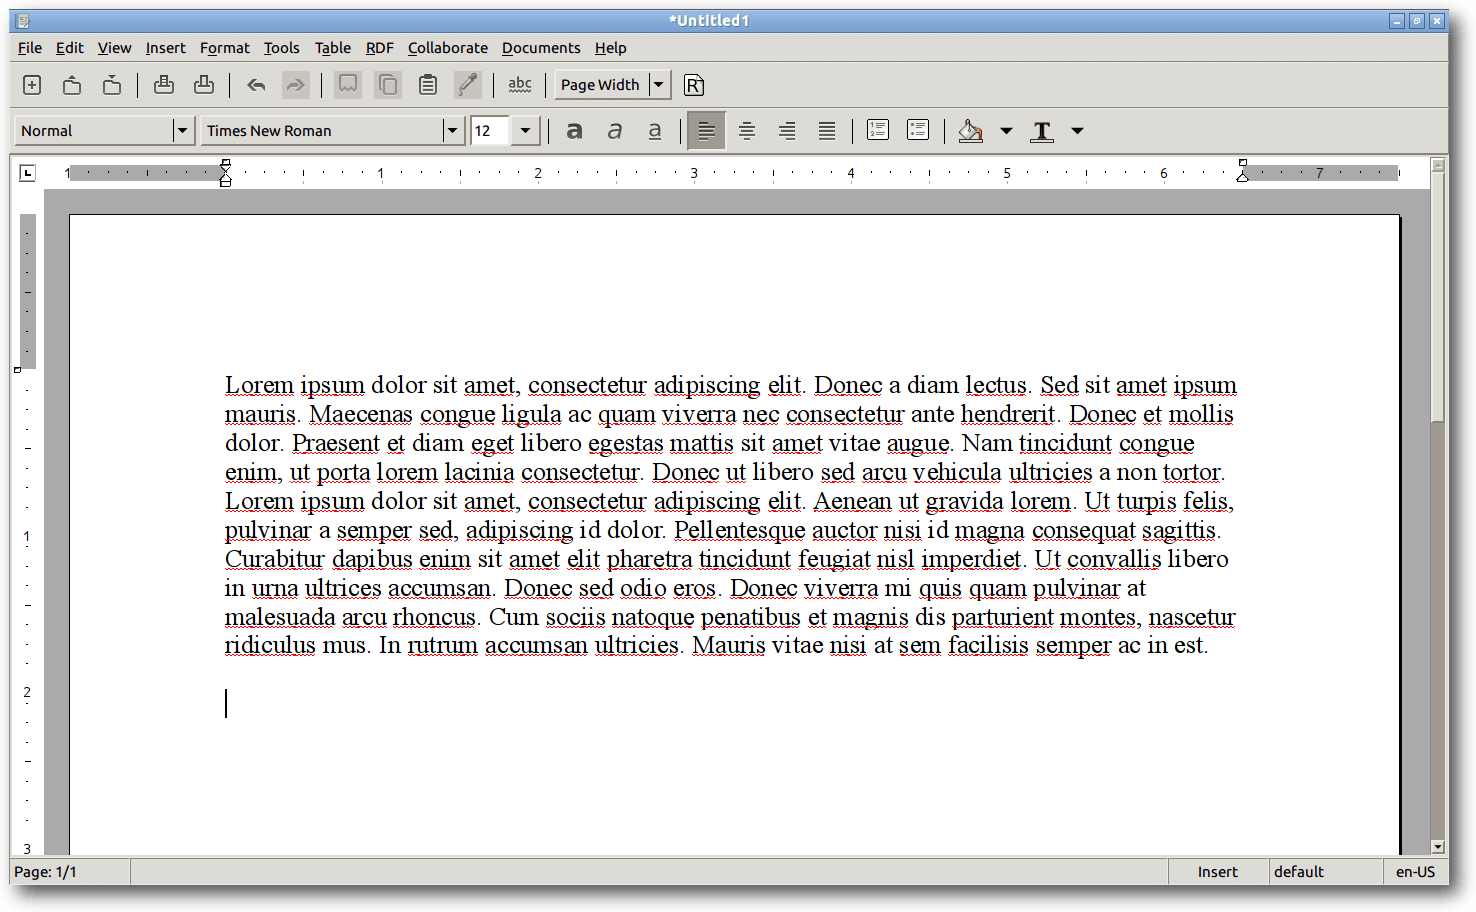 *Untitled1
File Edit View Insert Format Tools Table RDF Collaborate Documents Help
abc Page Width R
Normal Times New Roman 12 a a a T
1 1 2 3 4 5 6 7
Lorem ipsum dolor sit amet, consectetur adipiscing elit. Donec a diam lectus. Sed sit amet ipsum
mauris. Maecenas congue ligula ac quam viverra nec consectetur ante hendrerit. Donec et mollis
dolor. Praesent et diam eget libero egestas mattis sit amet vitae augue. Nam tincidunt congue
enim, ut porta lorem lacinia consectetur. Donec ut libero sed arcu vehicula ultricies a non tortor.
Lorem ipsum dolor sit amet, consectetur adipiscing elit. Aenean ut gravida lorem. Ut turpis felis,
pulvinar a semper sed, adipiscing id dolor. Pellentesque auctor nisi id magna consequat sagittis.
1
Curabitur dapibus enim sit amet elit pharetra tincidunt feugiat nisl imperdiet. Ut convallis libero
in urna ultrices accumsan. Donec sed odio eros. Donec viverra mi quis quam pulvinar at
malesuada arcu rhoncus. Cum sociis natoque penatibus et magnis dis parturient montes, nascetur
ridiculus mus. In rutrum accumsan ultricies. Mauris vitae nisi at sem facilisis semper ac in est.
2
3
Page: 1/1 Insert default en-US